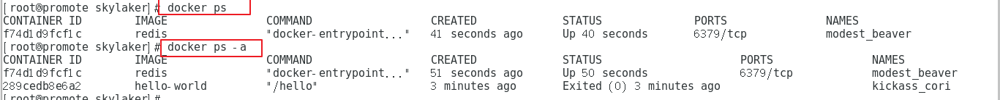 [root@promote skylaker]# docker ps
CONTAINER ID IMAGE COMMAND CREATED STATUS PORTS NAMES
f74d1d9fcf1c redis "docker-entrypoint..." 41 seconds ago Up 40 seconds 6379/tcp modest_beaver
[root@promote skylaker]# docker ps -a
CONTAINER ID IMAGE COMMAND CREATED STATUS PORTS NAMES
f74d1d9fcf1c redis "docker-entrypoint..." 51 seconds ago Up 50 seconds 6379/tcp modest_beaver
289cedb8e6a2 hello-world "/hello" 3 minutes ago Exited (0) 3 minutes ago kickass_cori
[root@promote skylaker]#